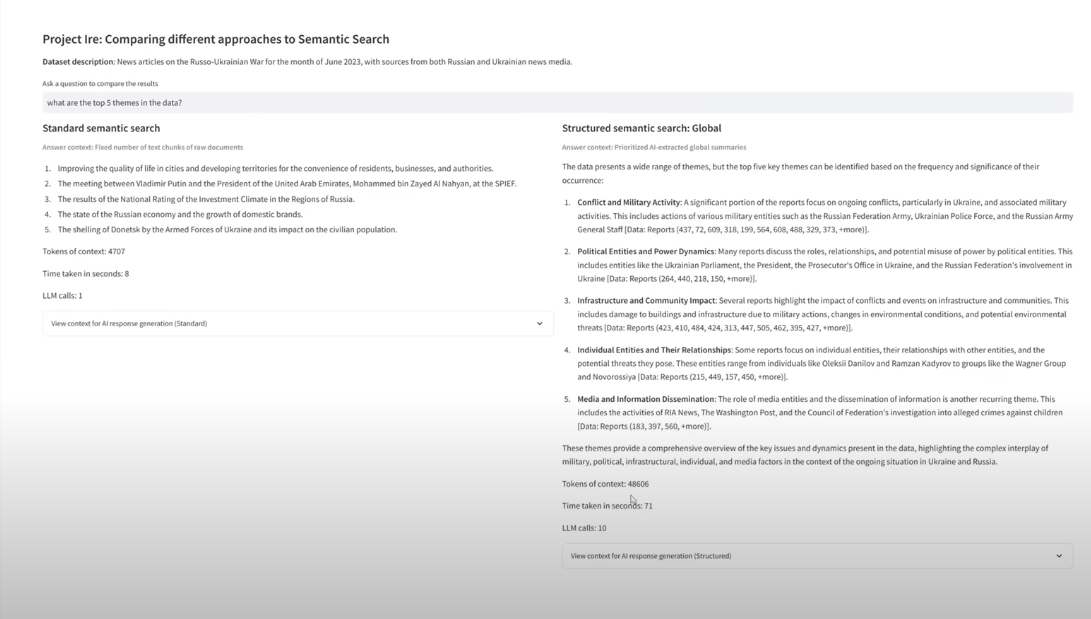 Project Ire: Comparing different approaches to Semantic Search
Dataset description: News articles on the Russo-Ukrainian War for the month of June 2023, with sources from both Russian and Ukrainian news media.
Ask a question to compare the results
what are the top 5 themes in the data?
Standard semantic search
Answer context: Fixed number of text chunks of raw documents
1. Improving the quality of life in cities and developing territories for the convenience of residents, businesses, and authorities.
2. The meeting between Vladimir Putin and the President of the United Arab Emirates, Mohammed bin Zayed Al Nahyan, at the SPIEF.
3. The results of the National Rating of the Investment Climate in the Regions of Russia.
4. The state of the Russian economy and the growth of domestic brands.
5. The shelling of Donetsk by the Armed Forces of Ukraine and its impact on the civilian population.
Tokens of context: 4707
Time taken in seconds: 8
LLM calls: 1
View context for AI response generation (Standard)
Structured semantic search: Global
Answer context: Prioritized AI-extracted global summaries
The data presents a wide range of themes, but the top five key themes can be identified based on the frequency and significance of their
occurrence:
1. Conflict and Military Activity: A significant portion of the reports focus on ongoing conflicts, particularly in Ukraine, and associated military
activities. This includes actions of various military entities such as the Russian Federation Army, Ukrainian Police Force, and the Russian Army
General Staff [Data: Reports (437, 72, 609, 318, 199, 564, 608, 488, 329, 373, +more)].
2. Political Entities and Power Dynamics: Many reports discuss the roles, relationships, and potential misuse of power by political entities. This
includes entities like the Ukrainian Parliament, the President, the Prosecutor's Office in Ukraine, and the Russian Federation's involvement in
Ukraine [Data: Reports (264, 440, 218, 150, +more)].
3. Infrastructure and Community Impact: Several reports highlight the impact of conflicts and events on infrastructure and communities. This
includes damage to buildings and infrastructure due to military actions, changes in environmental conditions, and potential environmental
threats [Data: Reports (423, 410, 484, 424, 313, 447, 505, 462, 395, 427, +more)].
4. Individual Entities and Their Relationships: Some reports focus on individual entities, their relationships with other entities, and the
potential threats they pose. These entities range from individuals like Oleksii Danilov and Ramzan Kadyrov to groups like the Wagner Group
and Novorossiya [Data: Reports (215, 449, 157, 450, +more)].
5. Media and Information Dissemination: The role of media entities and the dissemination of information is another recurring theme. This
includes the activities of RIA News, The Washington Post, and the Council of Federation's investigation into alleged crimes against children
[Data: Reports (183, 397, 560, +more)].
These themes provide a comprehensive overview of the key issues and dynamics present in the data, highlighting the complex interplay of
military, political, infrastructural, individual, and media factors in the context of the ongoing situation in Ukraine and Russia.
Tokens of context: 48606
Time taken in seconds: 71
LLM calls: 10
View context for AI response generation (Structured)